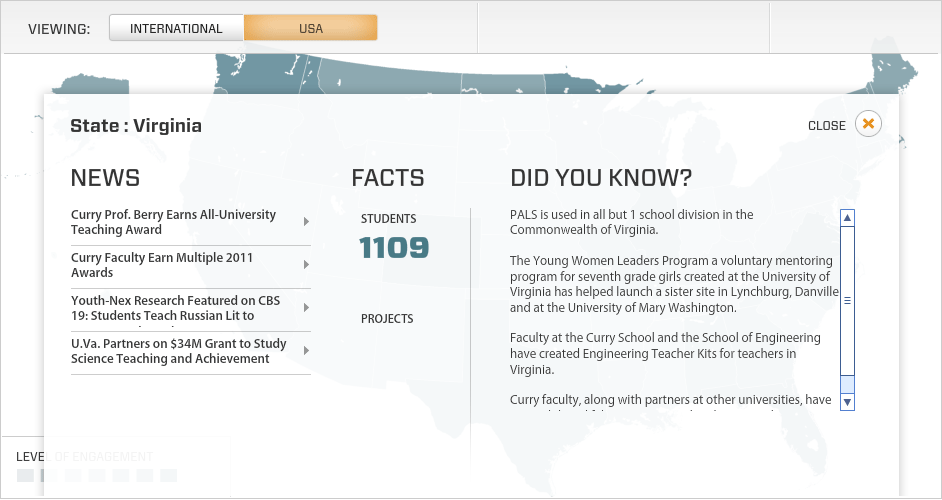 VIEWING:
INTERNATIONAL
USA
State : Virginia
CLOSE
NEWS
Curry Prof. Berry Earns All-University
Teaching Award
Curry Faculty Earn Multiple 2011
Awards
Youth-Nex Research Featured on CBS
19: Students Teach Russian Lit to
U.Va. Partners on $34M Grant to Study
Science Teaching and Achievement
FACTS
STUDENTS
1109
PROJECTS
DID YOU KNOW?
PALS is used in all but 1 school division in the
Commonwealth of Virginia.
The Young Women Leaders Program a voluntary mentoring
program for seventh grade girls created at the University of
Virginia has helped launch a sister site in Lynchburg, Danville
and at the University of Mary Washington.
Faculty at the Curry School and the School of Engineering
have created Engineering Teacher Kits for teachers in
Virginia.
Curry faculty, along with partners at other universities, have
LEVEL OF ENGAGEMENT